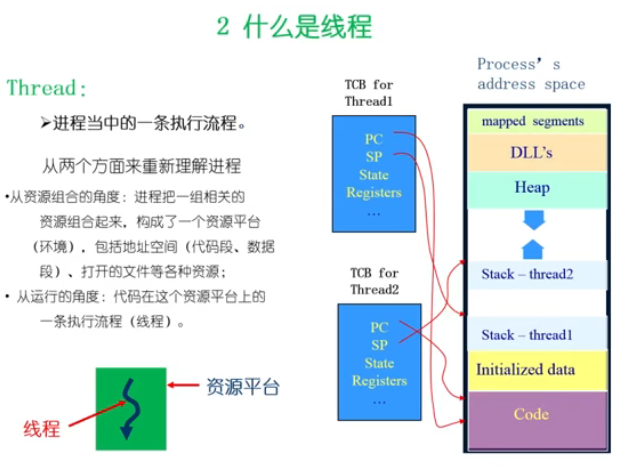 2 什么是线程
Thread:
➢进程当中的一条执行流程。
从两个方面来重新理解进程
•从资源组合的角度: 进程把一组相关的
资源组合起来, 构成了一个资源平台
(环境), 包括地址空间(代码段、数据
段)、打开的文件等各种资源;
• 从运行的角度: 代码在这个资源平台上的
一条执行流程(线程)。
线程
资源平台
TCB for
Thread1
PC
SP
State
Registers
...
TCB for
Thread2
PC
SP
State
Registers
...
Process’s
address space
mapped segments
DLL's
Heap
Stack – thread2
Stack – thread1
Initialized data
Code